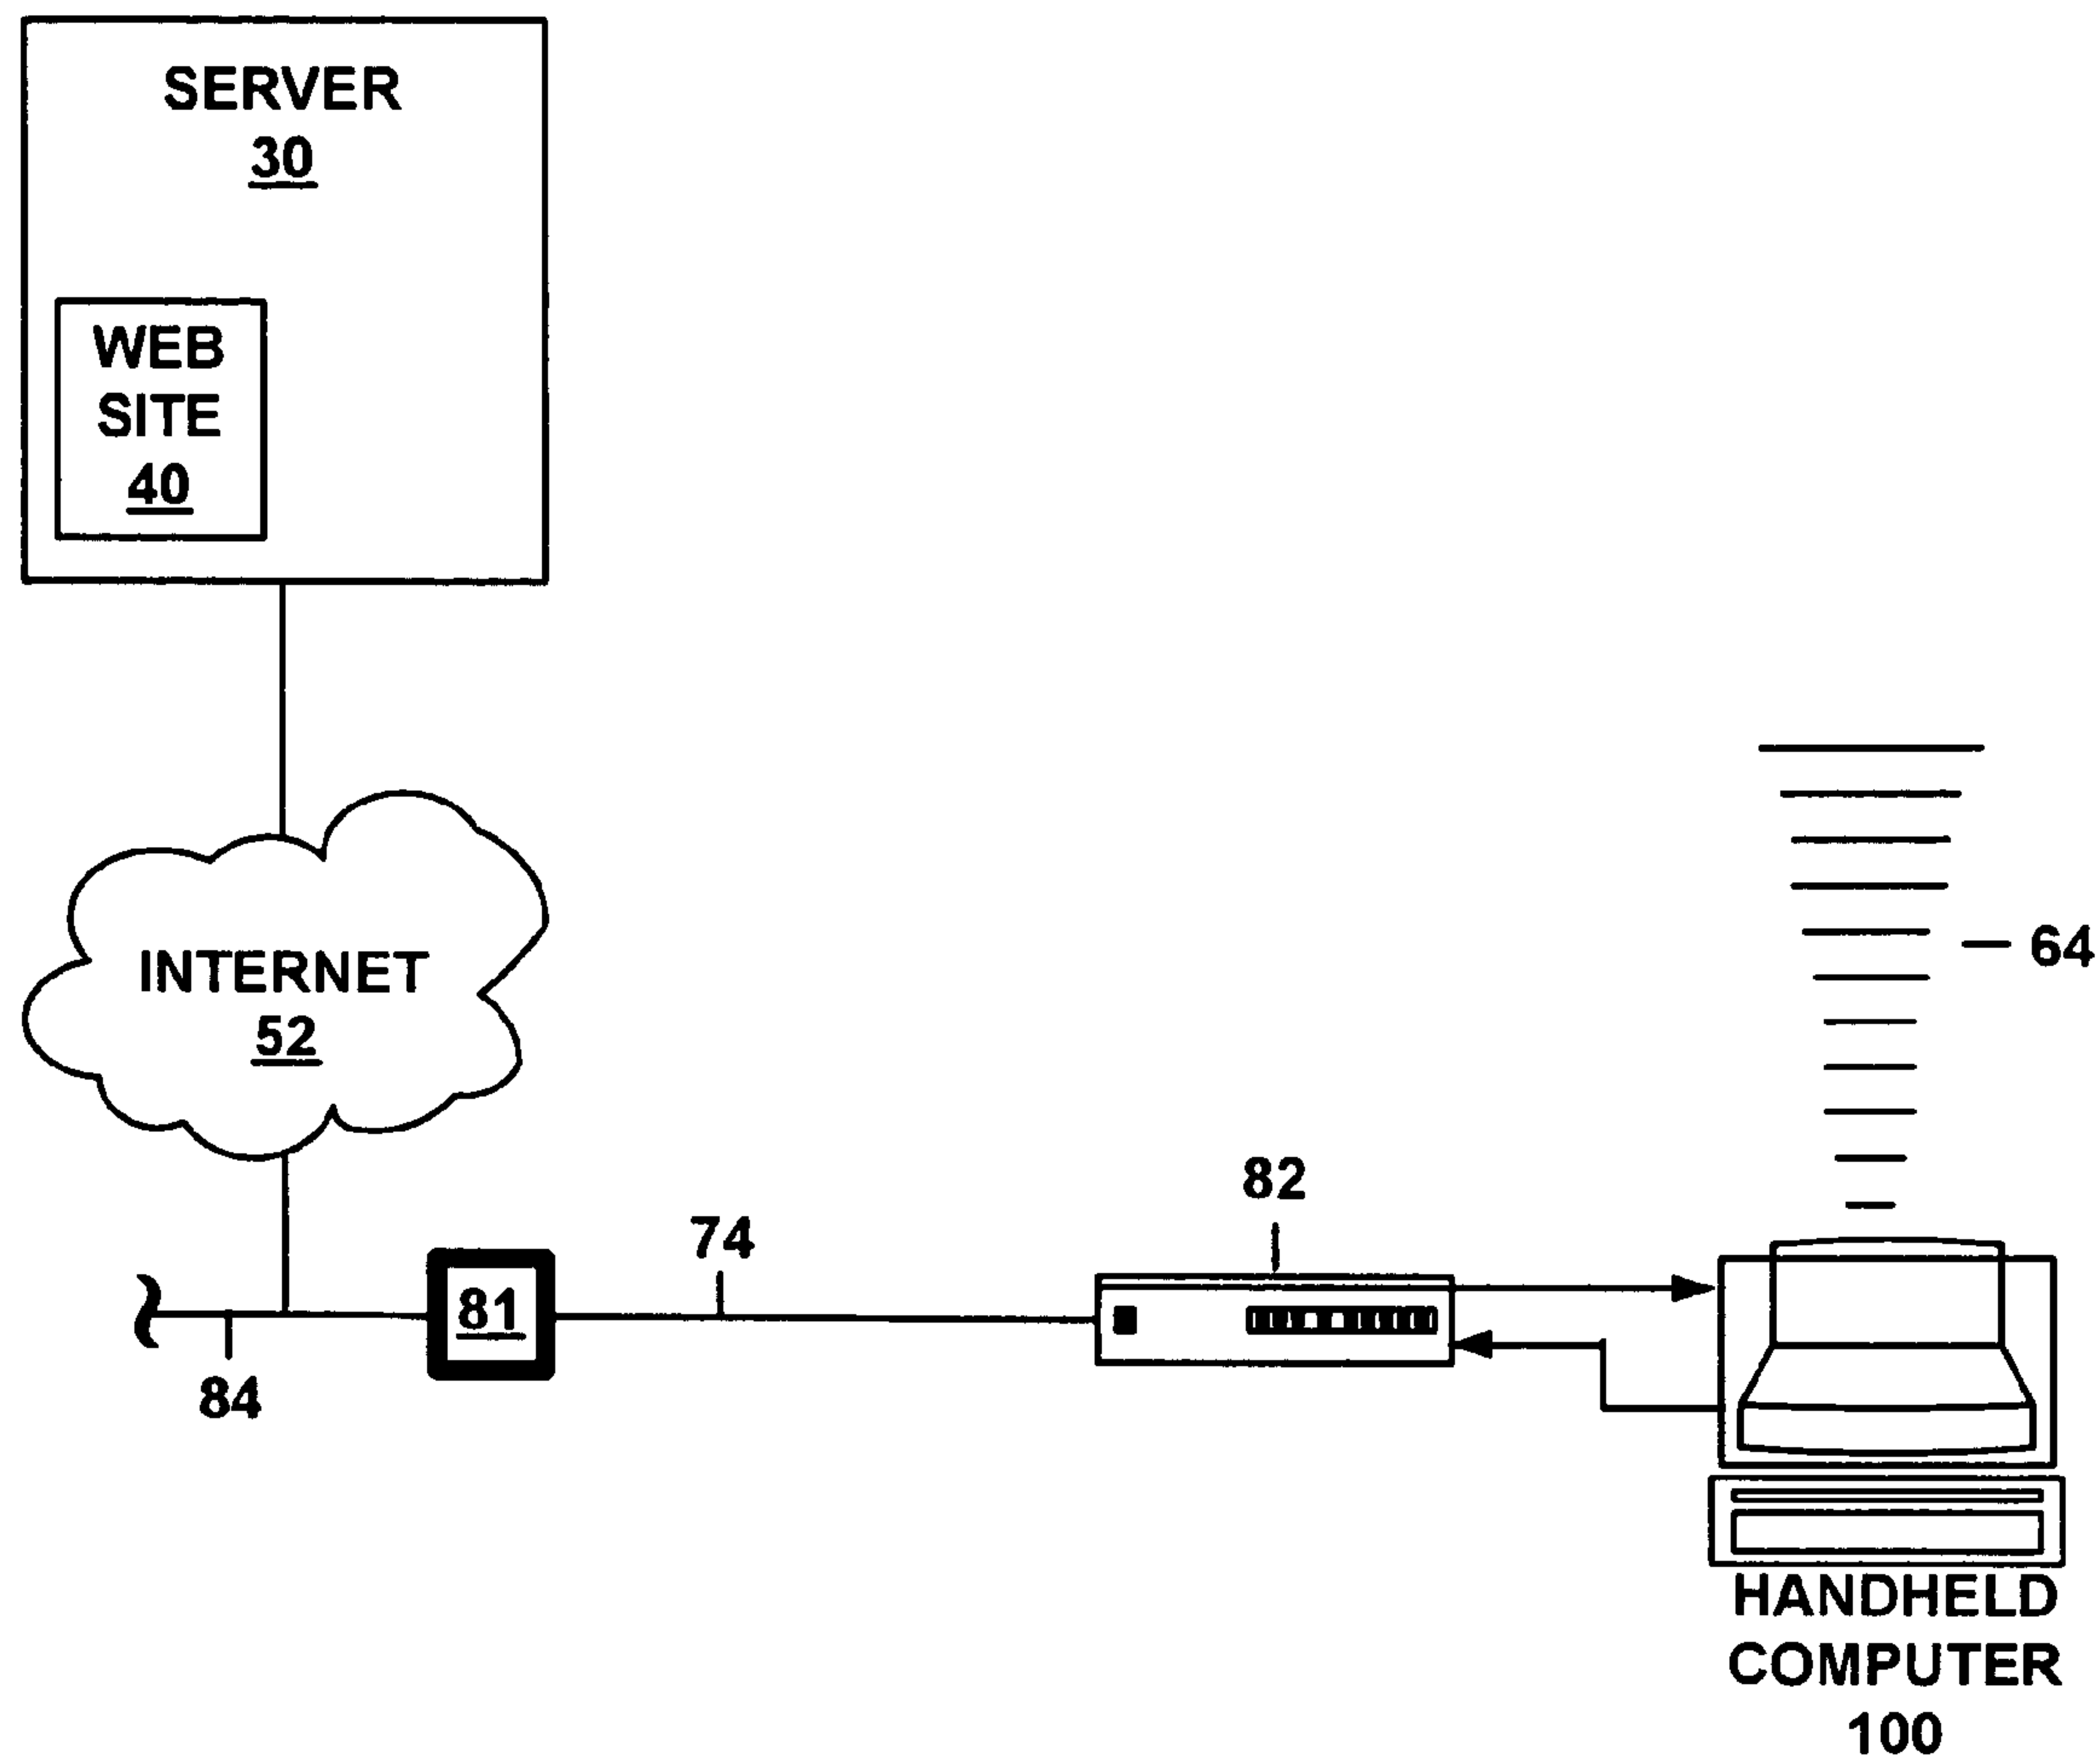 SERVER
30
WEB
SITE
40
INTERNET
52
64
82
74
81
84
HANDHELD
COMPUTER
100